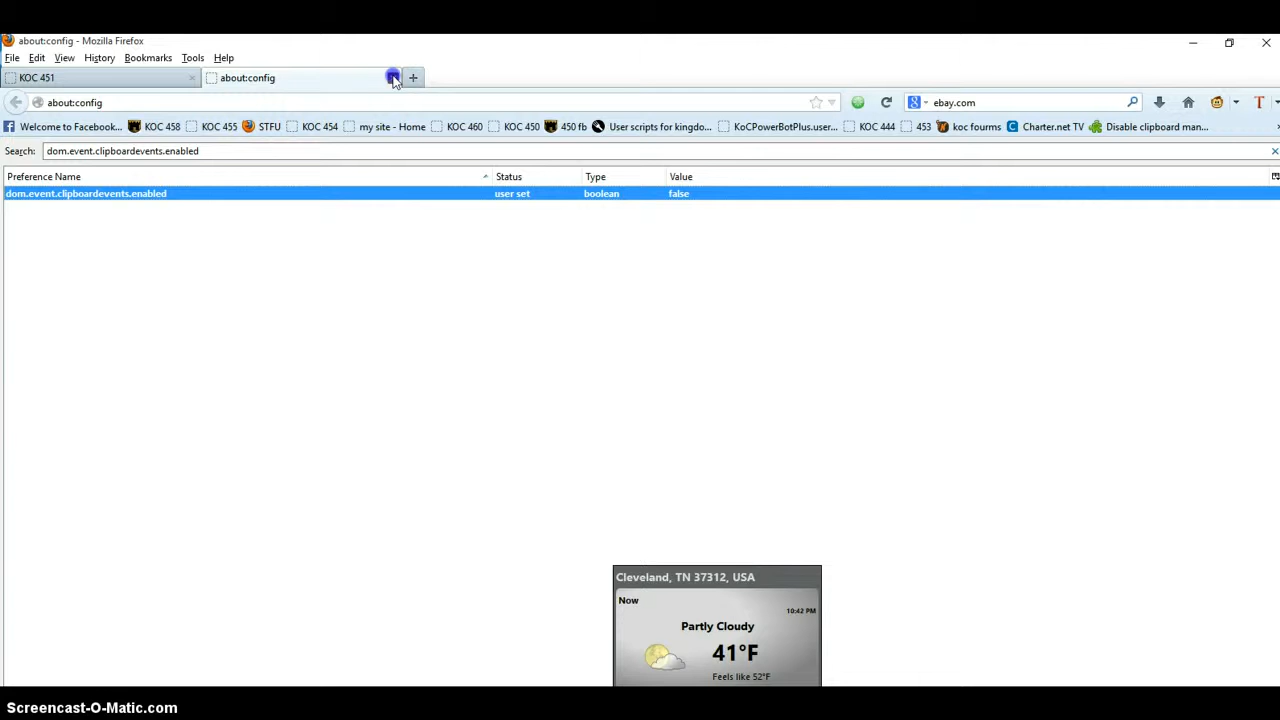 about:config - Mozilla Firefox
File Edit View History Bookmarks Tools Help
KOC 451 about:config
about:config ebay.com
Welcome to Facebook... KOC 458 KOC 455 STFU KOC 454 my site - Home KOC 460 KOC 450 450 fb User scripts for kingdo... KoCPowerBotPlus.user... KOC 444 453 koc fourms Charter.net TV Disable clipboard man...
Search: dom.event.clipboardevents.enabled
Preference Name Status Type Value
dom.event.clipboardevents.enabled user set boolean false
Cleveland, TN 37312, USA
Now
10:42 PM
Partly Cloudy
41°F
Feels like 52°F
Screencast-O-Matic.com